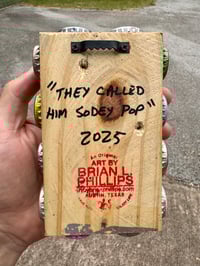 "THEY CALLED
HIM SODEY POP"
2025
An Original
ART BY
BRIAN L.
PHILLIPS
AUSTIN, TEXAS